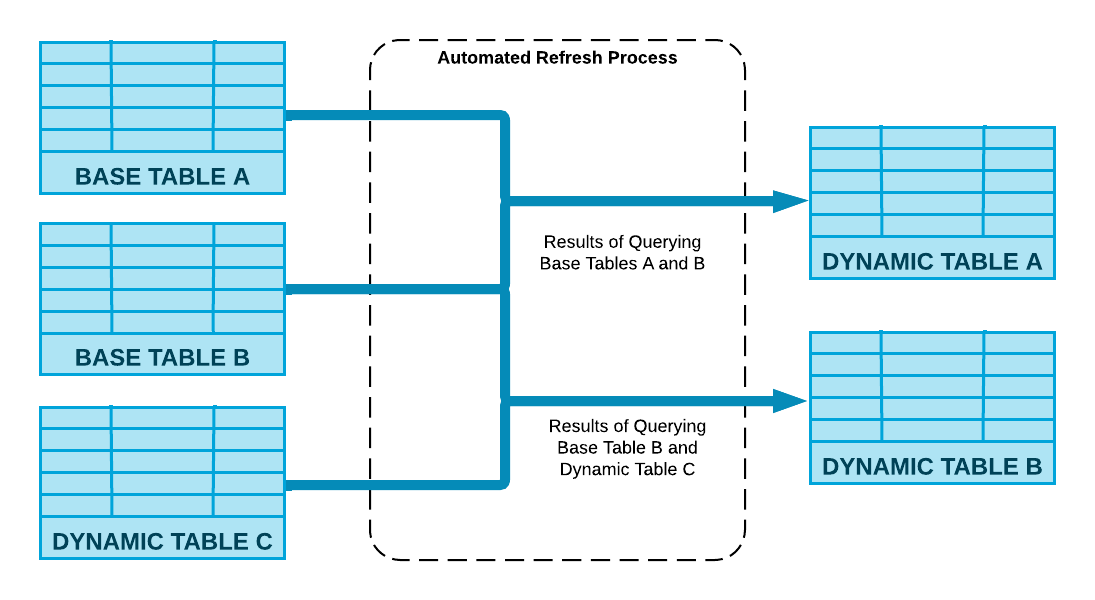 Automated Refresh Process
BASE TABLE A
BASE TABLE B
DYNAMIC TABLE C
Results of Querying
Base Tables A and B
Results of Querying
Base Table B and
Dynamic Table C
DYNAMIC TABLE A
DYNAMIC TABLE B